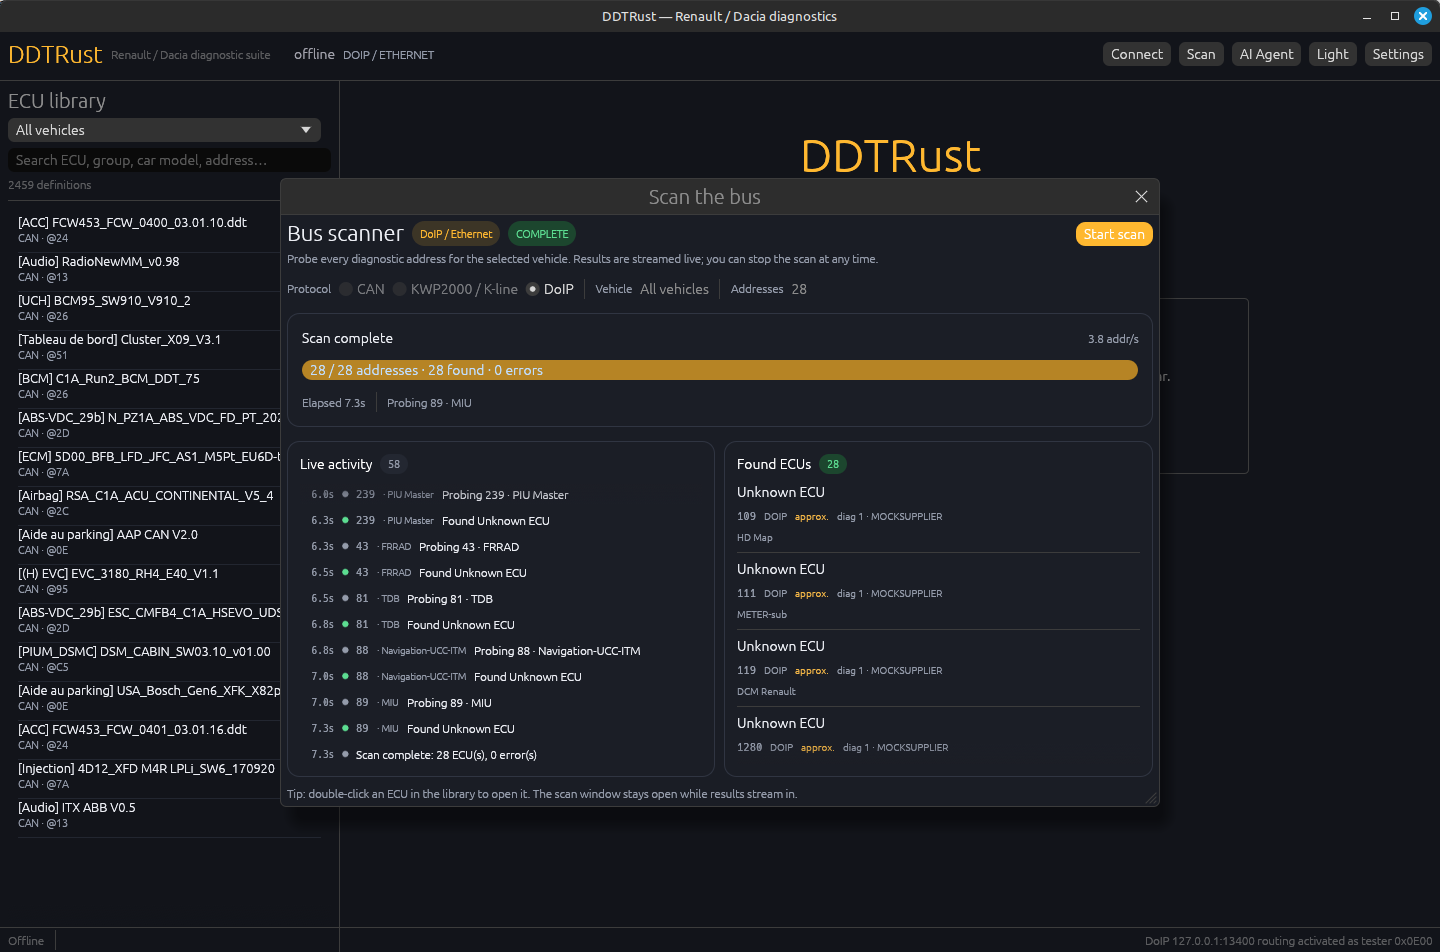 DDTRust — Renault / Dacia diagnostics
DDTRust Renault / Dacia diagnostic suite offline DOIP / ETHERNET Connect Scan AI Agent Light Settings
ECU library
All vehicles
Search ECU, group, car model, address…
2459 definitions
[ACC] FCW453_FCW_0400_03.01.10.ddt
CAN · @24
[Audio] RadioNewMM_v0.98
CAN · @13
[UCH] BCM95_SW910_V910_2
CAN · @26
[Tableau de bord] Cluster_X09_V3.1
CAN · @51
[BCM] C1A_Run2_BCM_DDT_75
CAN · @26
[ABS-VDC_29b] N_PZ1A_ABS_VDC_FD_PT_202
CAN · @2D
[ECM] 5D00_BFB_LFD_JFC_AS1_M5Pt_EU6D-t
CAN · @7A
[Airbag] RSA_C1A_ACU_CONTINENTAL_V5_4
CAN · @2C
[Aide au parking] AAP CAN V2.0
CAN · @0E
[(H) EVC] EVC_3180_RH4_E40_V1.1
CAN · @95
[ABS-VDC_29b] ESC_CMFB4_C1A_HSEVO_UDS
CAN · @2D
[PIUM_DSMC] DSM_CABIN_SW03.10_v01.00
CAN · @C5
[Aide au parking] USA_Bosch_Gen6_XFK_X82p
CAN · @0E
[ACC] FCW453_FCW_0401_03.01.16.ddt
CAN · @24
[Injection] 4D12_XFD M4R LPLi_SW6_170920
CAN · @7A
[Audio] ITX ABB V0.5
CAN · @13
DDTRust
Scan the bus
Bus scanner DoIP / Ethernet COMPLETE Start scan
Probe every diagnostic address for the selected vehicle. Results are streamed live; you can stop the scan at any time.
Protocol CAN KWP2000 / K-line DoIP Vehicle All vehicles Addresses 28
Scan complete 3.8 addr/s
28 / 28 addresses · 28 found · 0 errors
Elapsed 7.3s Probing 89 · MIU
Live activity 58
6.0s 239 · PIU Master Probing 239 · PIU Master
6.3s 239 · PIU Master Found Unknown ECU
6.3s 43 · FRRAD Probing 43 · FRRAD
6.5s 43 · FRRAD Found Unknown ECU
6.5s 81 · TDB Probing 81 · TDB
6.8s 81 · TDB Found Unknown ECU
6.8s 88 · Navigation-UCC-ITM Probing 88 · Navigation-UCC-ITM
7.0s 88 · Navigation-UCC-ITM Found Unknown ECU
7.0s 89 · MIU Probing 89 · MIU
7.3s 89 · MIU Found Unknown ECU
7.3s Scan complete: 28 ECU(s), 0 error(s)
Found ECUs 28
Unknown ECU
109 DOIP approx. diag 1 · MOCKSUPPLIER
HD Map
Unknown ECU
111 DOIP approx. diag 1 · MOCKSUPPLIER
METER-sub
Unknown ECU
119 DOIP approx. diag 1 · MOCKSUPPLIER
DCM Renault
Unknown ECU
1280 DOIP approx. diag 1 · MOCKSUPPLIER
Tip: double-click an ECU in the library to open it. The scan window stays open while results stream in.
Offline
DoIP 127.0.0.1:13400 routing activated as tester 0x0E00